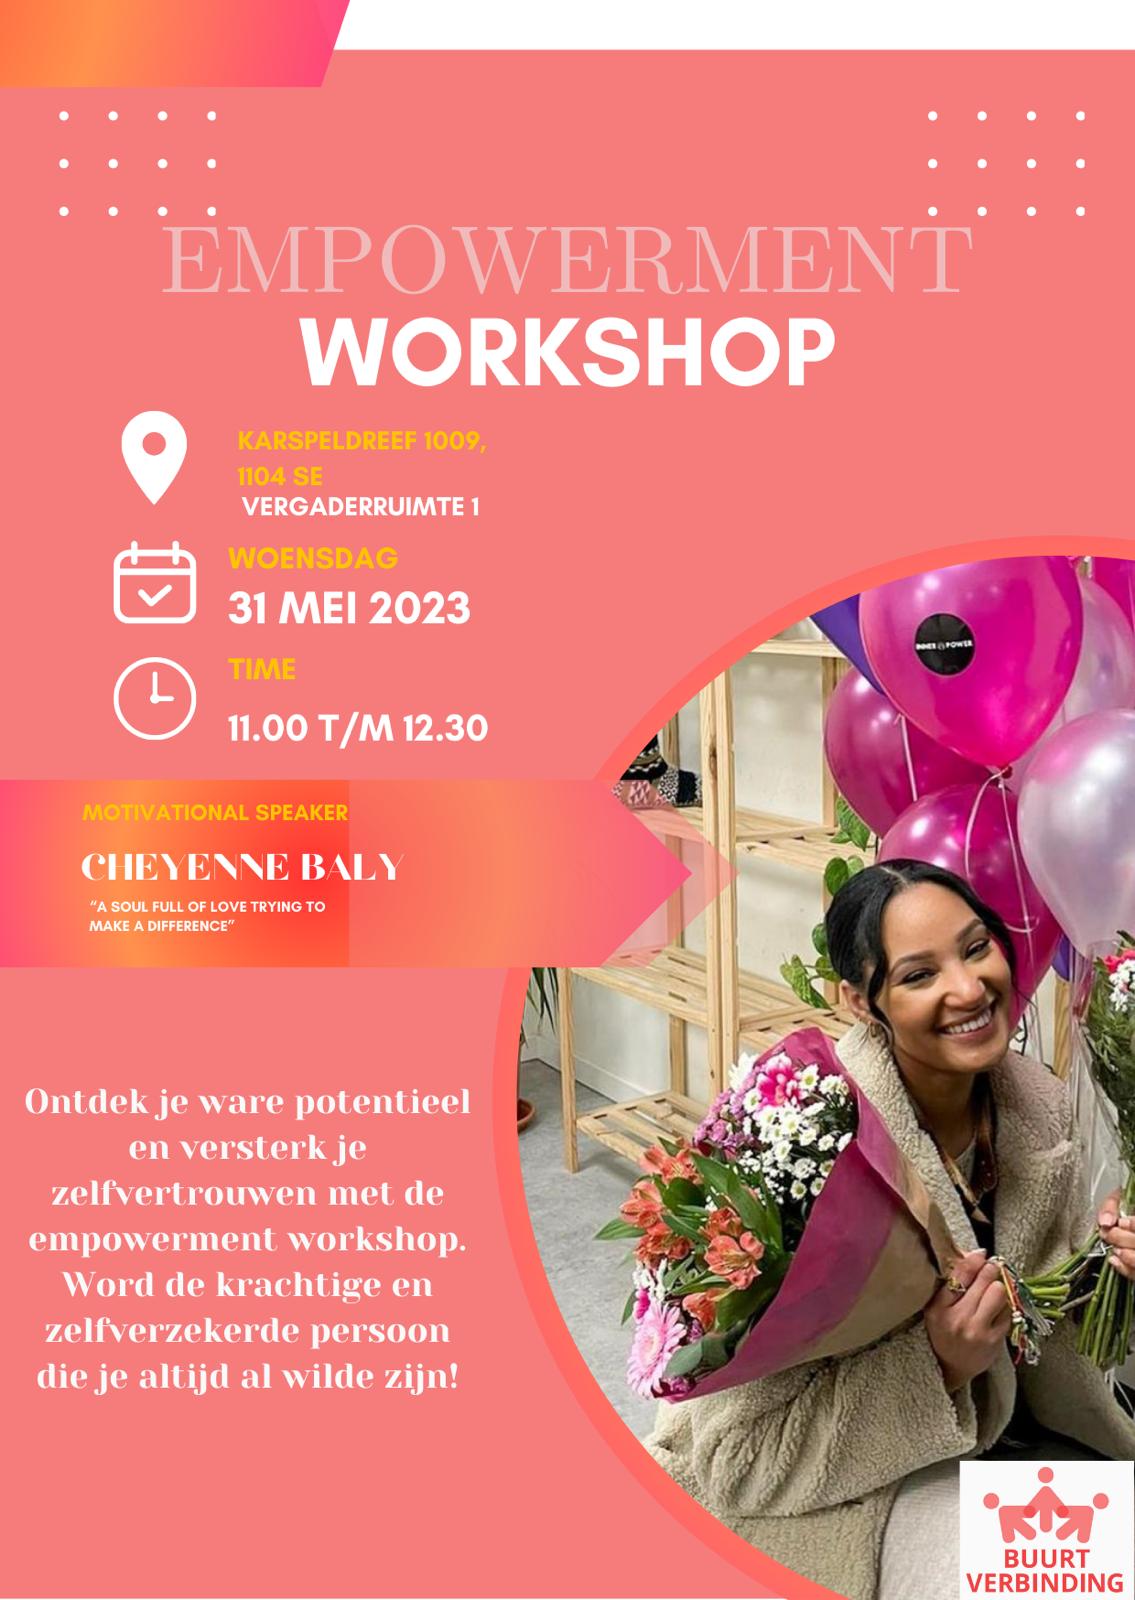 EMPOWERMENT
WORKSHOP
KARSPELDREEF 1009,
1104 SE
VERGADERRUIMTE 1
WOENSDAG
31 MEI 2023
TIME
11.00 T/M 12.30
INNER POWER
MOTIVATIONAL SPEAKER
CHEYENNE BALY
“A SOUL FULL OF LOVE TRYING TO
MAKE A DIFFERENCE”
Ontdek je ware potentieel
en versterk je
zelfvertrouwen met de
empowerment workshop.
Word de krachtige en
zelfverzekerde persoon
die je altijd al wilde zijn!
BUURT
VERBINDING